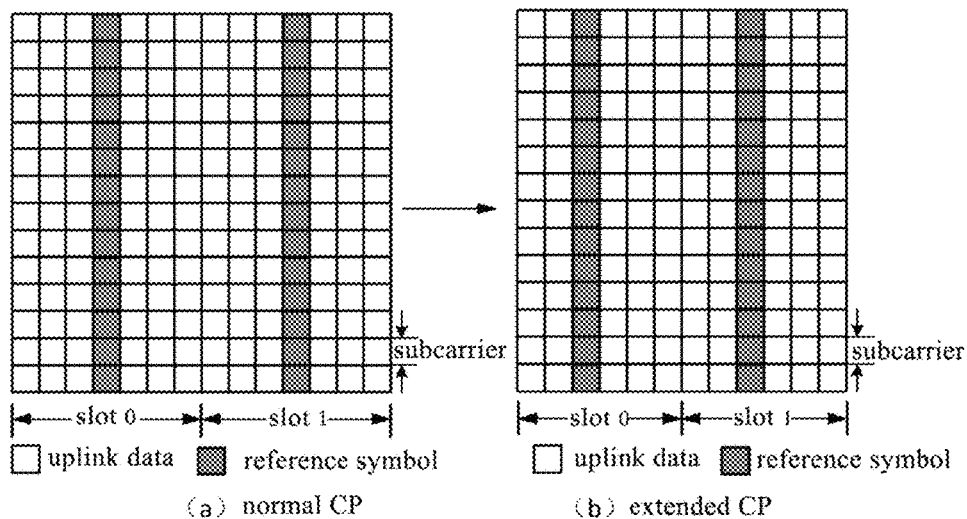 subcarrier
subcarrier
slot 0 slot 1
slot 0 slot 1
uplink data reference symbol
uplink data reference symbol
(a) normal CP
(b) extended CP